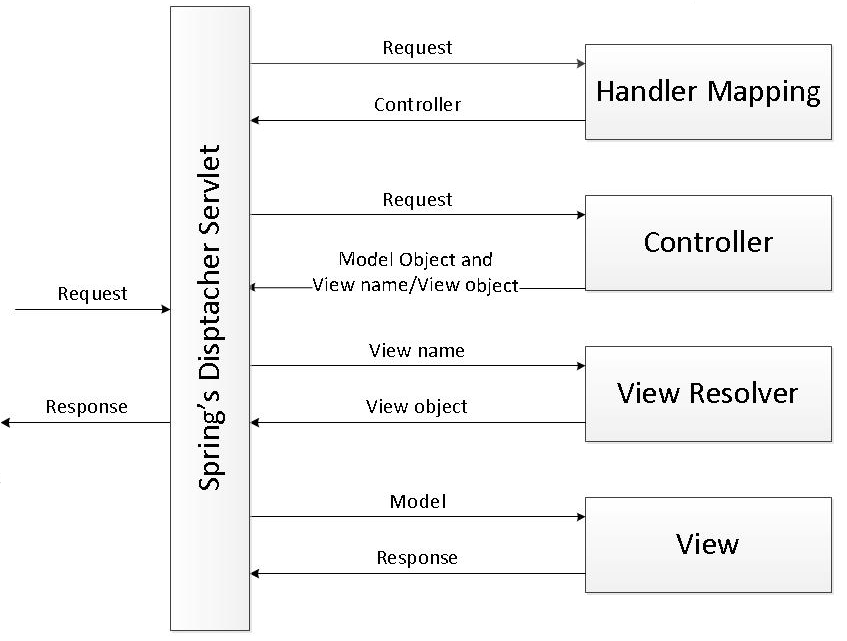 Request
Handler Mapping
Controller
Request
Controller
Model Object and
View name/View object
Spring's Disptacher Servlet
Request
Response
View name
View Resolver
View object
Model
View
Response